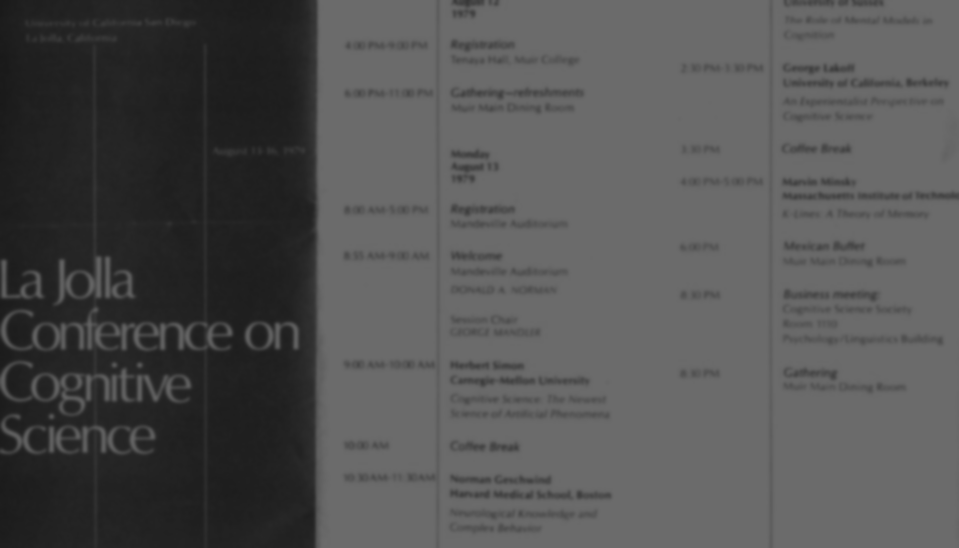 University of California San Diego
La Jolla, California
August 13-16, 1979
La Jolla
Conference on
Cognitive
Science
August 12
1979
4:00 PM-9:00 PM
Registration
Tenaya Hall, Muir College
6:00 PM-11:00 PM
Gathering—refreshments
Muir Main Dining Room
Monday
August 13
1979
8:00 AM-5:00 PM
Registration
Mandeville Auditorium
8:55 AM-9:00 AM
Welcome
Mandeville Auditorium
DONALD A. NORMAN
Session Chair
GEORGE MANDLER
9:00 AM-10:00 AM
Herbert Simon
Carnegie-Mellon University
Cognitive Science: The Newest
Science of Artificial Phenomena
10:00 AM
Coffee Break
10:30 AM-11:30 AM
Norman Geschwind
Harvard Medical School, Boston
Neurological Knowledge and
Complex Behavior
University of Sussex
The Role of Mental Models in
Cognition
2:30 PM-3:30 PM
George Lakoff
University of California, Berkeley
An Experientialist Perspective on
Cognitive Science
3:30 PM
Coffee Break
4:00 PM-5:00 PM
Marvin Minsky
Massachusetts Institute of Technolo
K-Lines: A Theory of Memory
6:00 PM
Mexican Buffet
Muir Main Dining Room
8:30 PM
Business meeting:
Cognitive Science Society
Room 1110
Psychology/Linguistics Building
8:30 PM
Gathering
Muir Main Dining Room